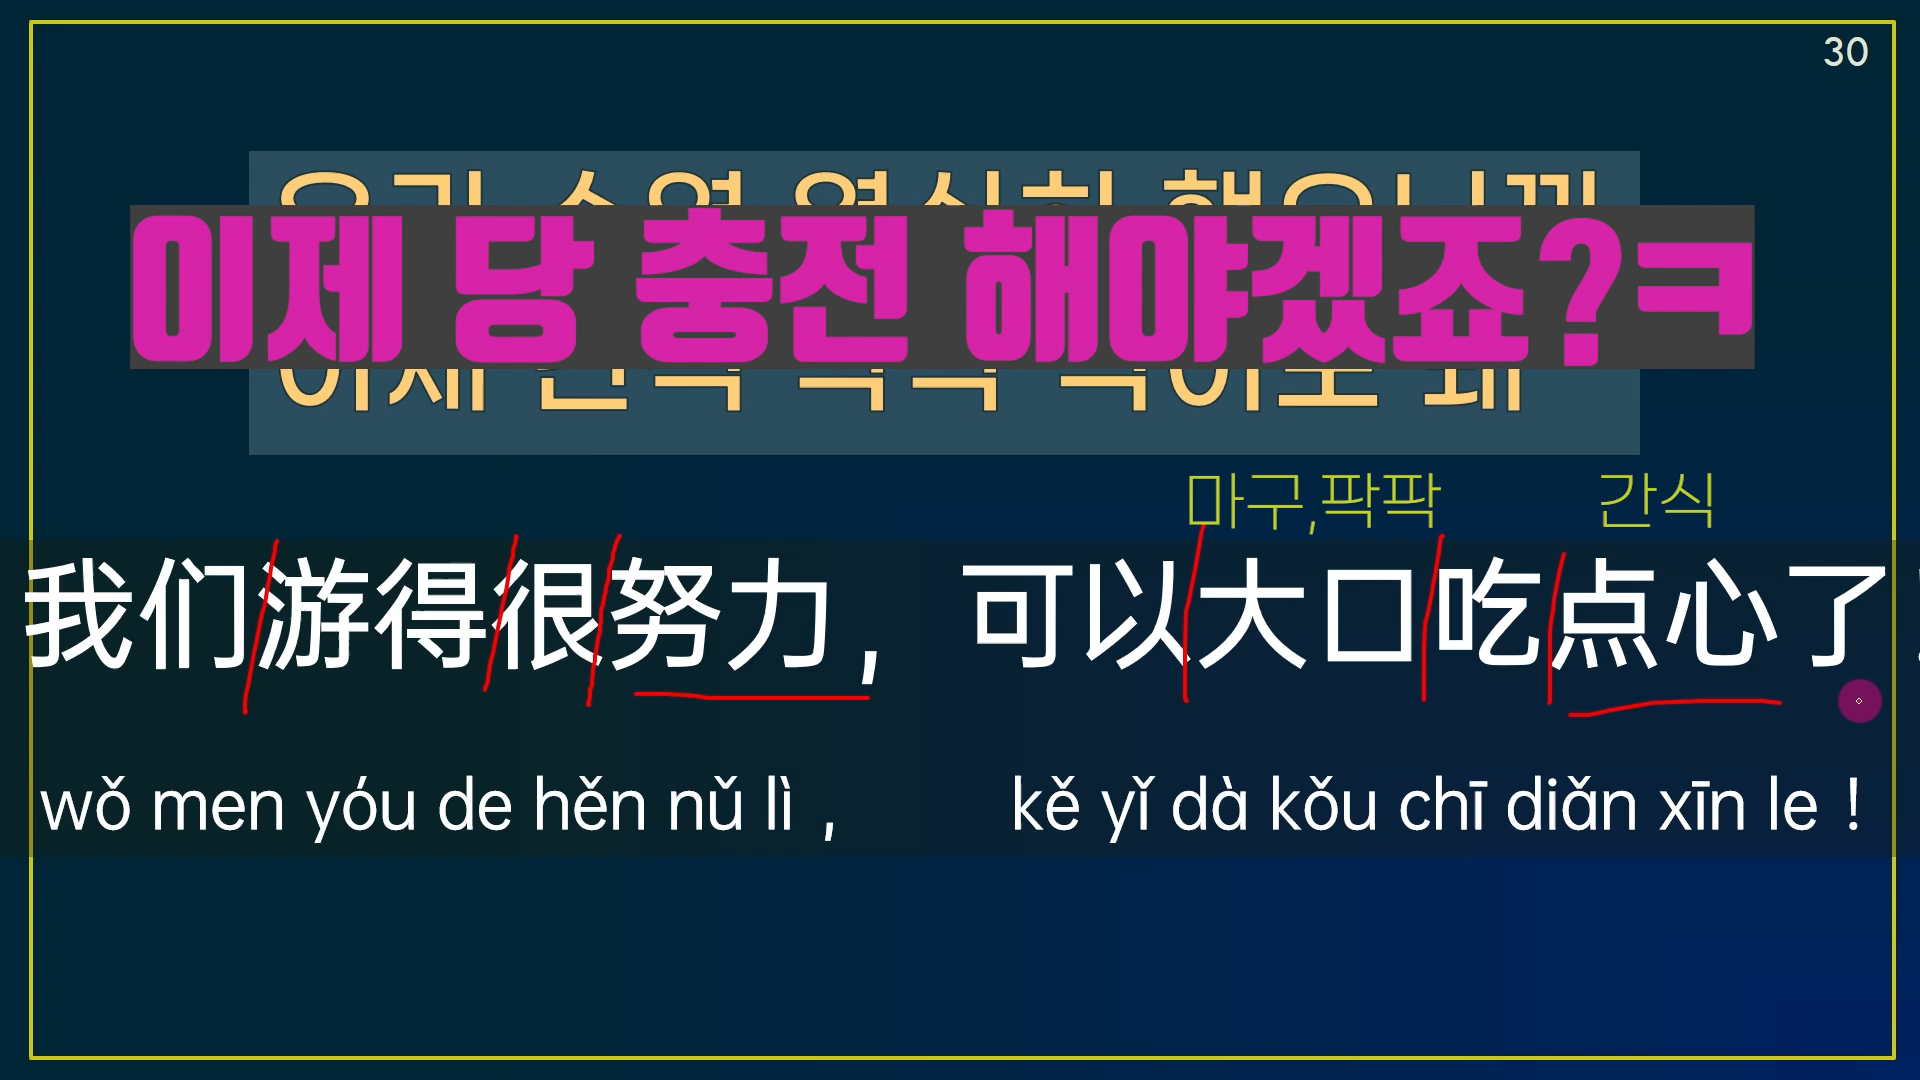 30
이제 당 충전 해야겠죠?ㅋ
마구,팍팍 간식
我们游得很努力，可以大口吃点心了
wǒ men yóu de hěn nǔ lì , kě yǐ dà kǒu chī diǎn xīn le !